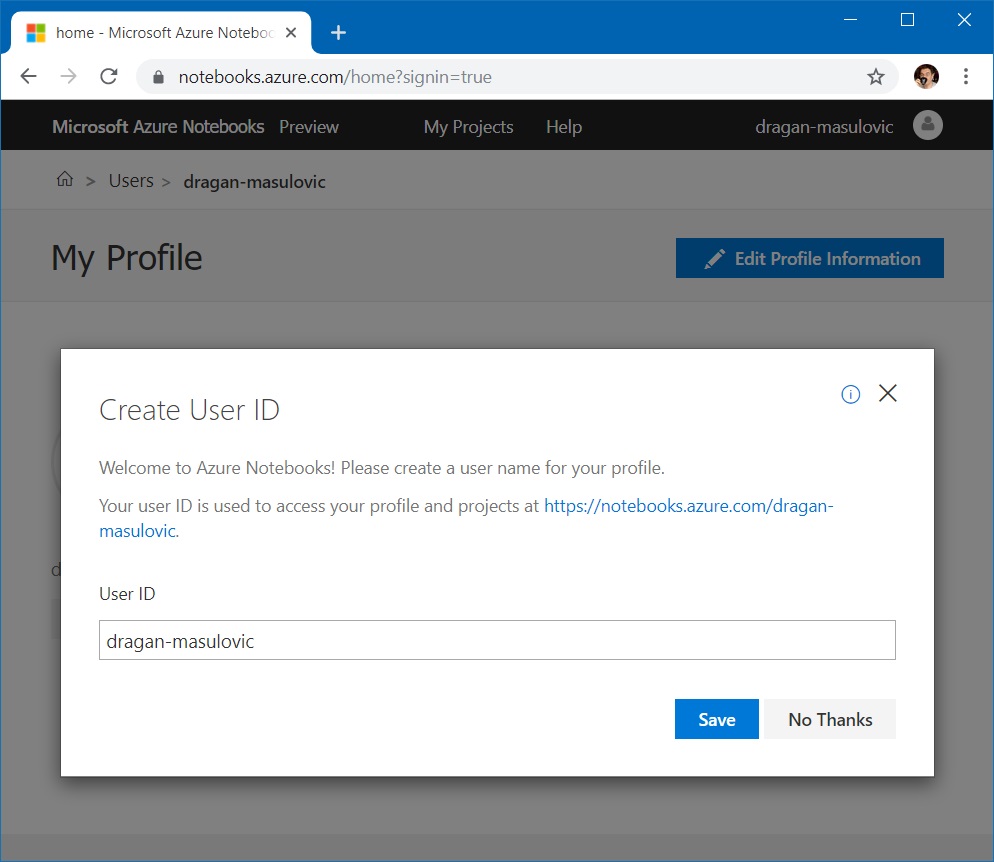 home - Microsoft Azure Noteboo
notebooks.azure.com/home?signin=true
Microsoft Azure Notebooks Preview My Projects Help dragan-masulovic
> Users > dragan-masulovic
My Profile Edit Profile Information
Create User ID
Welcome to Azure Notebooks! Please create a user name for your profile.
Your user ID is used to access your profile and projects at https://notebooks.azure.com/dragan-
masulovic.
d
User ID
dragan-masulovic
Save No Thanks